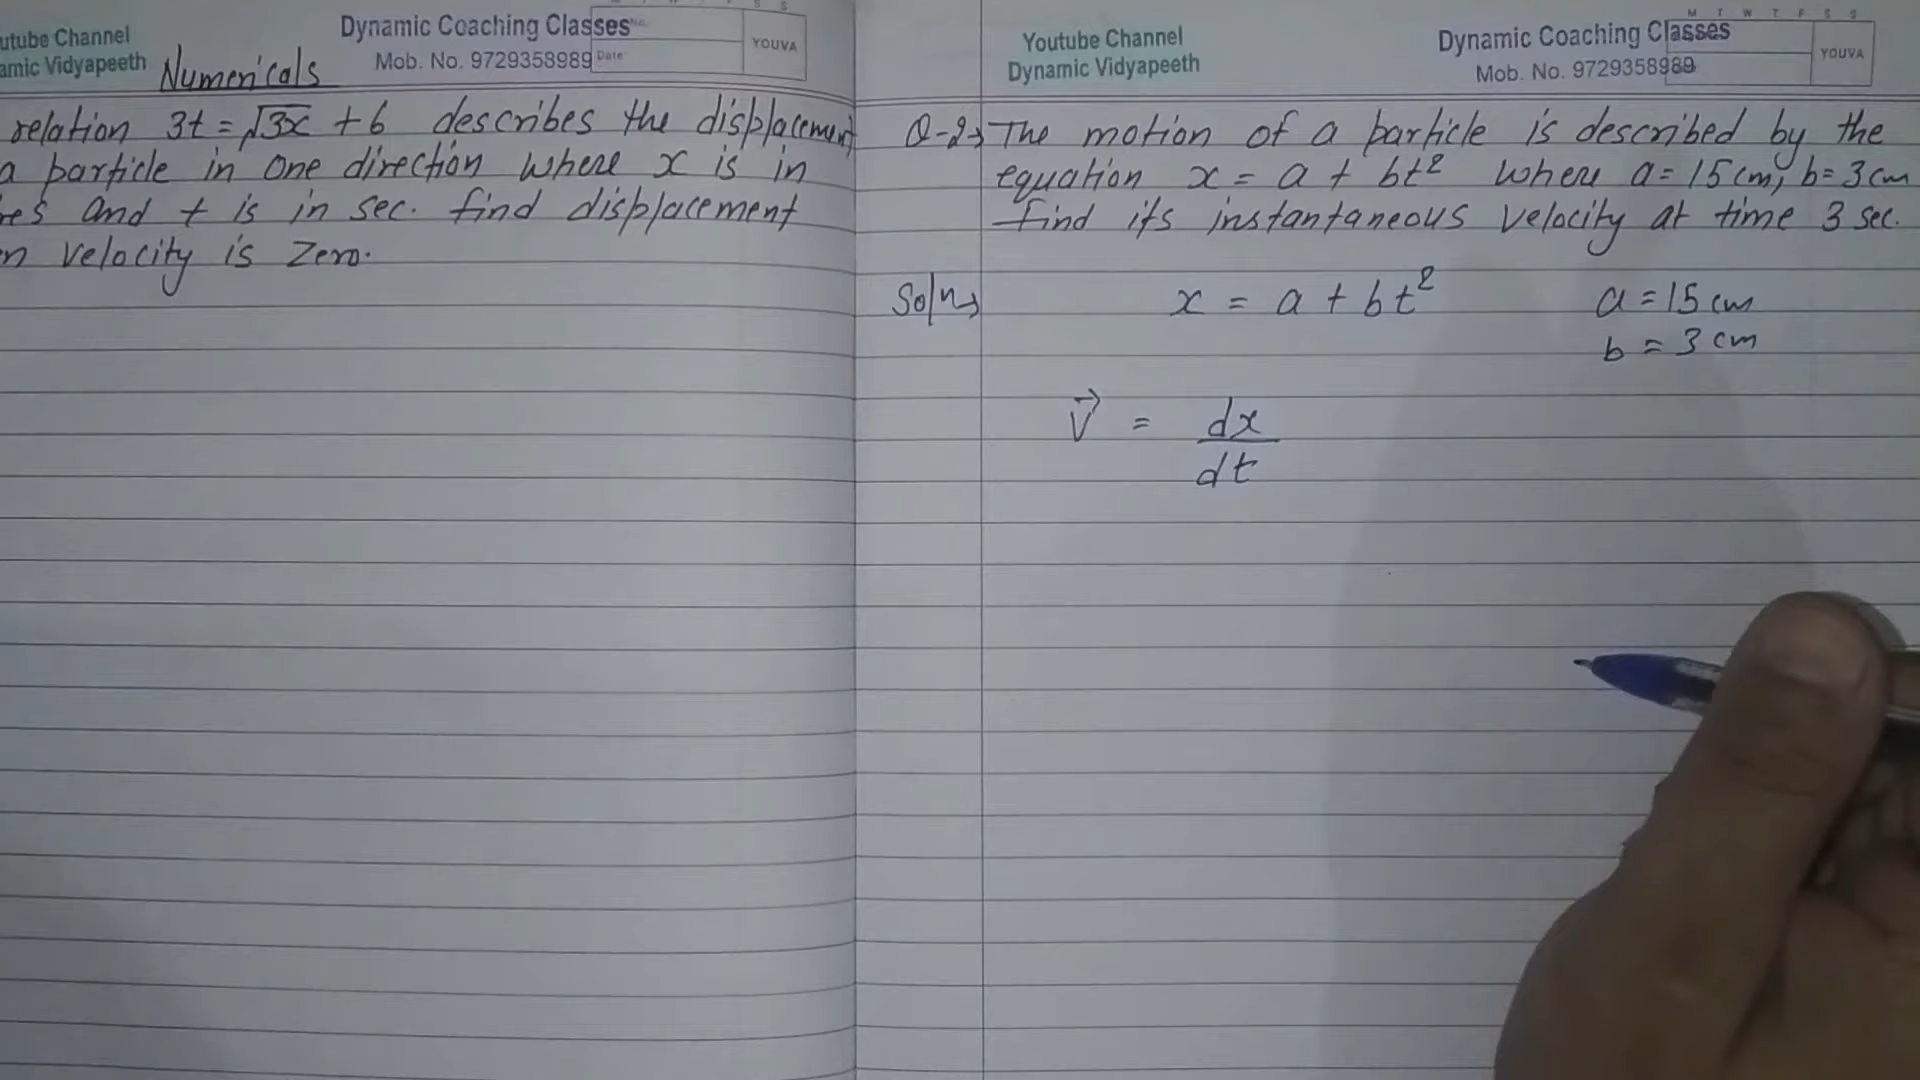 utube Channel
amic Vidyapeeth
Numericals
Dynamic Coaching Classes
Mob. No. 9729358989
Date
YOUVA
relation 3t = √3x + 6 describes the displacement
a particle in one direction where x is in
res and t is in sec. find displacement
n velocity is zero.
Youtube Channel
Dynamic Vidyapeeth
Dynamic Coaching Classes
Mob. No. 9729358989
M T W T F S S
YOUVA
Q-2→ The motion of a particle is described by the
equation x = a + bt² where a = 15 cm, b = 3 cm
find its instantaneous velocity at time 3 sec.
Soln→ x = a + bt² a = 15 cm
b = 3 cm
v⃗ = dx
dt